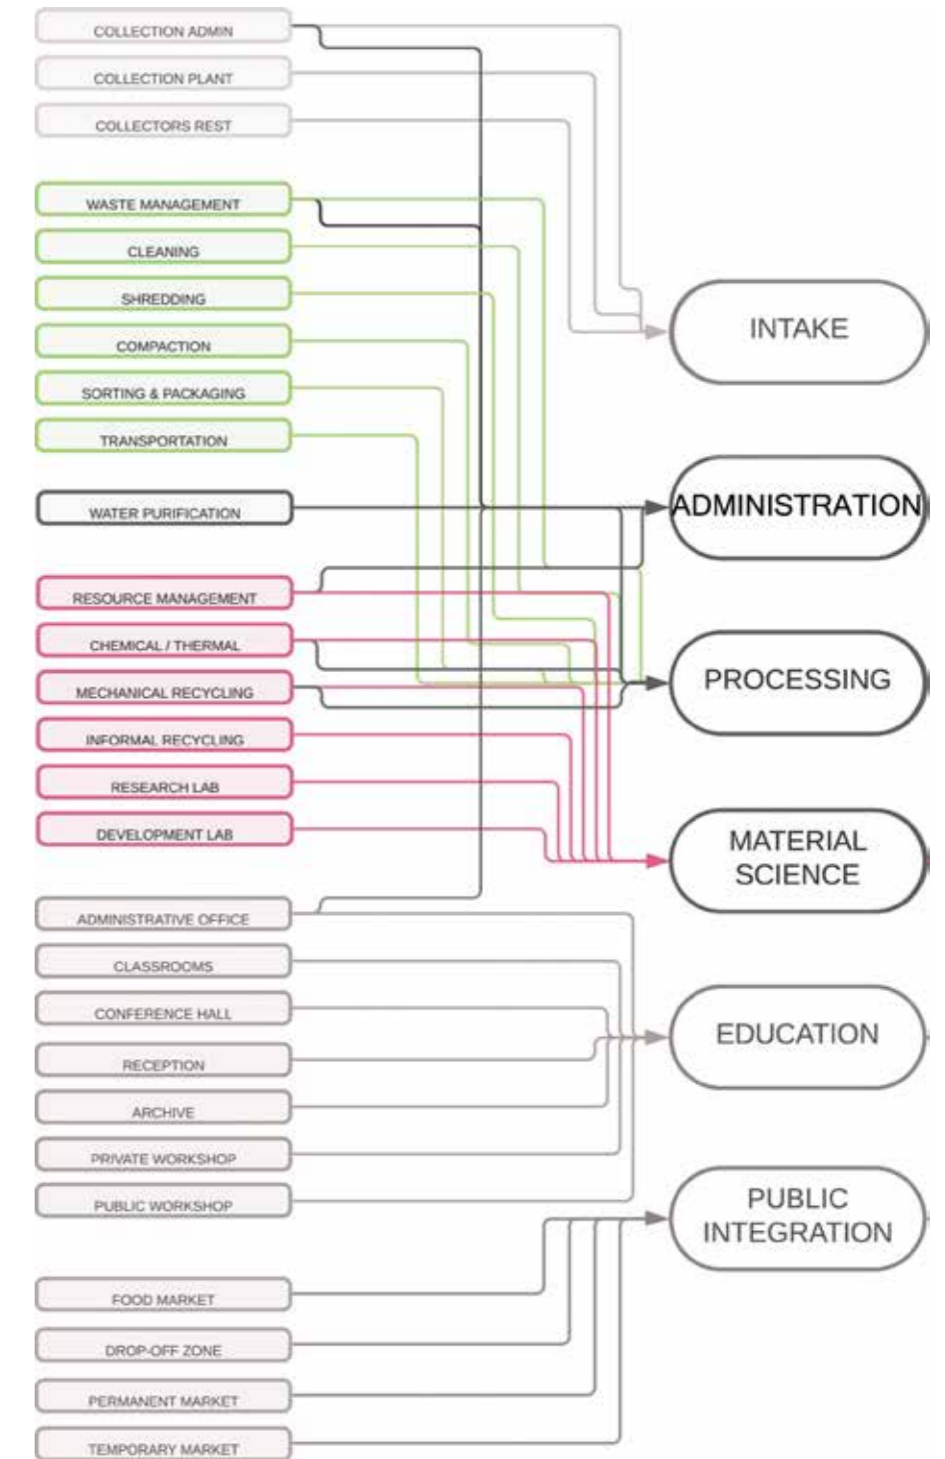 COLLECTION ADMIN
COLLECTION PLANT
COLLECTORS REST
WASTE MANAGEMENT
CLEANING
SHREDDING
COMPACTION
SORTING & PACKAGING
TRANSPORTATION
WATER PURIFICATION
RESOURCE MANAGEMENT
CHEMICAL / THERMAL
MECHANICAL RECYCLING
INFORMAL RECYCLING
RESEARCH LAB
DEVELOPMENT LAB
ADMINISTRATIVE OFFICE
CLASSROOMS
CONFERENCE HALL
RECEPTION
ARCHIVE
PRIVATE WORKSHOP
PUBLIC WORKSHOP
FOOD MARKET
DROP-OFF ZONE
PERMANENT MARKET
TEMPORARY MARKET
INTAKE
ADMINISTRATION
PROCESSING
MATERIAL
SCIENCE
EDUCATION
PUBLIC
INTEGRATION